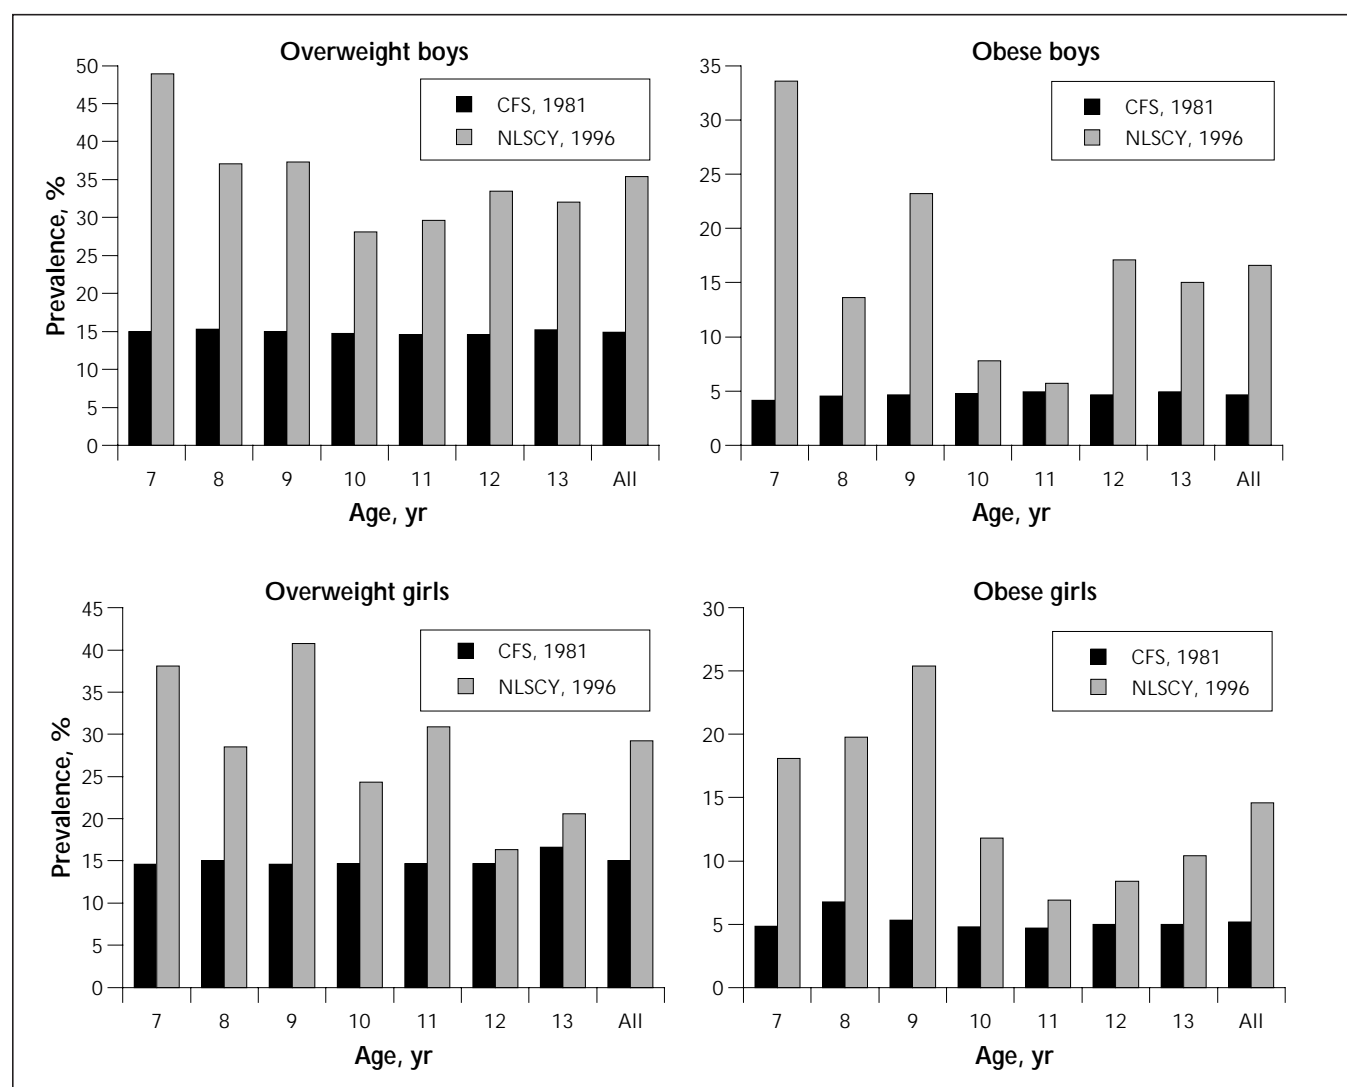 Overweight boys
50
45
40
35
30
25
20
15
10
5
0
Prevalence, %
CFS, 1981
NLSCY, 1996
7 8 9 10 11 12 13 All
Age, yr
Obese boys
35
30
25
20
15
10
5
0
CFS, 1981
NLSCY, 1996
7 8 9 10 11 12 13 All
Age, yr
Overweight girls
45
40
35
30
25
20
15
10
5
0
Prevalence, %
CFS, 1981
NLSCY, 1996
7 8 9 10 11 12 13 All
Age, yr
Obese girls
30
25
20
15
10
5
0
CFS, 1981
NLSCY, 1996
7 8 9 10 11 12 13 All
Age, yr